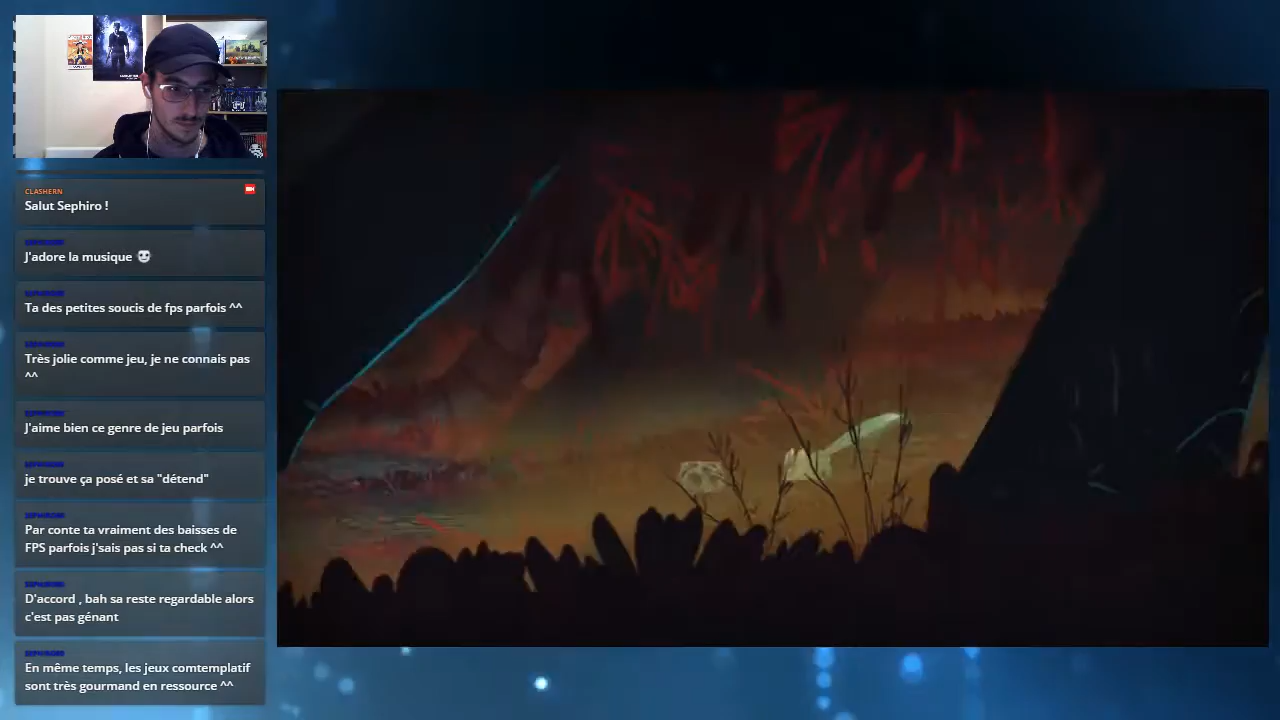 CLASHERN
Salut Sephiro !
J'adore la musique
Ta des petites soucis de fps parfois ^^
Très jolie comme jeu, je ne connais pas
^^
J'aime bien ce genre de jeu parfois
je trouve ça posé et sa "détend"
Par conte ta vraiment des baisses de
FPS parfois j'sais pas si ta check ^^
D'accord , bah sa reste regardable alors
c'est pas génant
En même temps, les jeux comtemplatif
sont très gourmand en ressource ^^